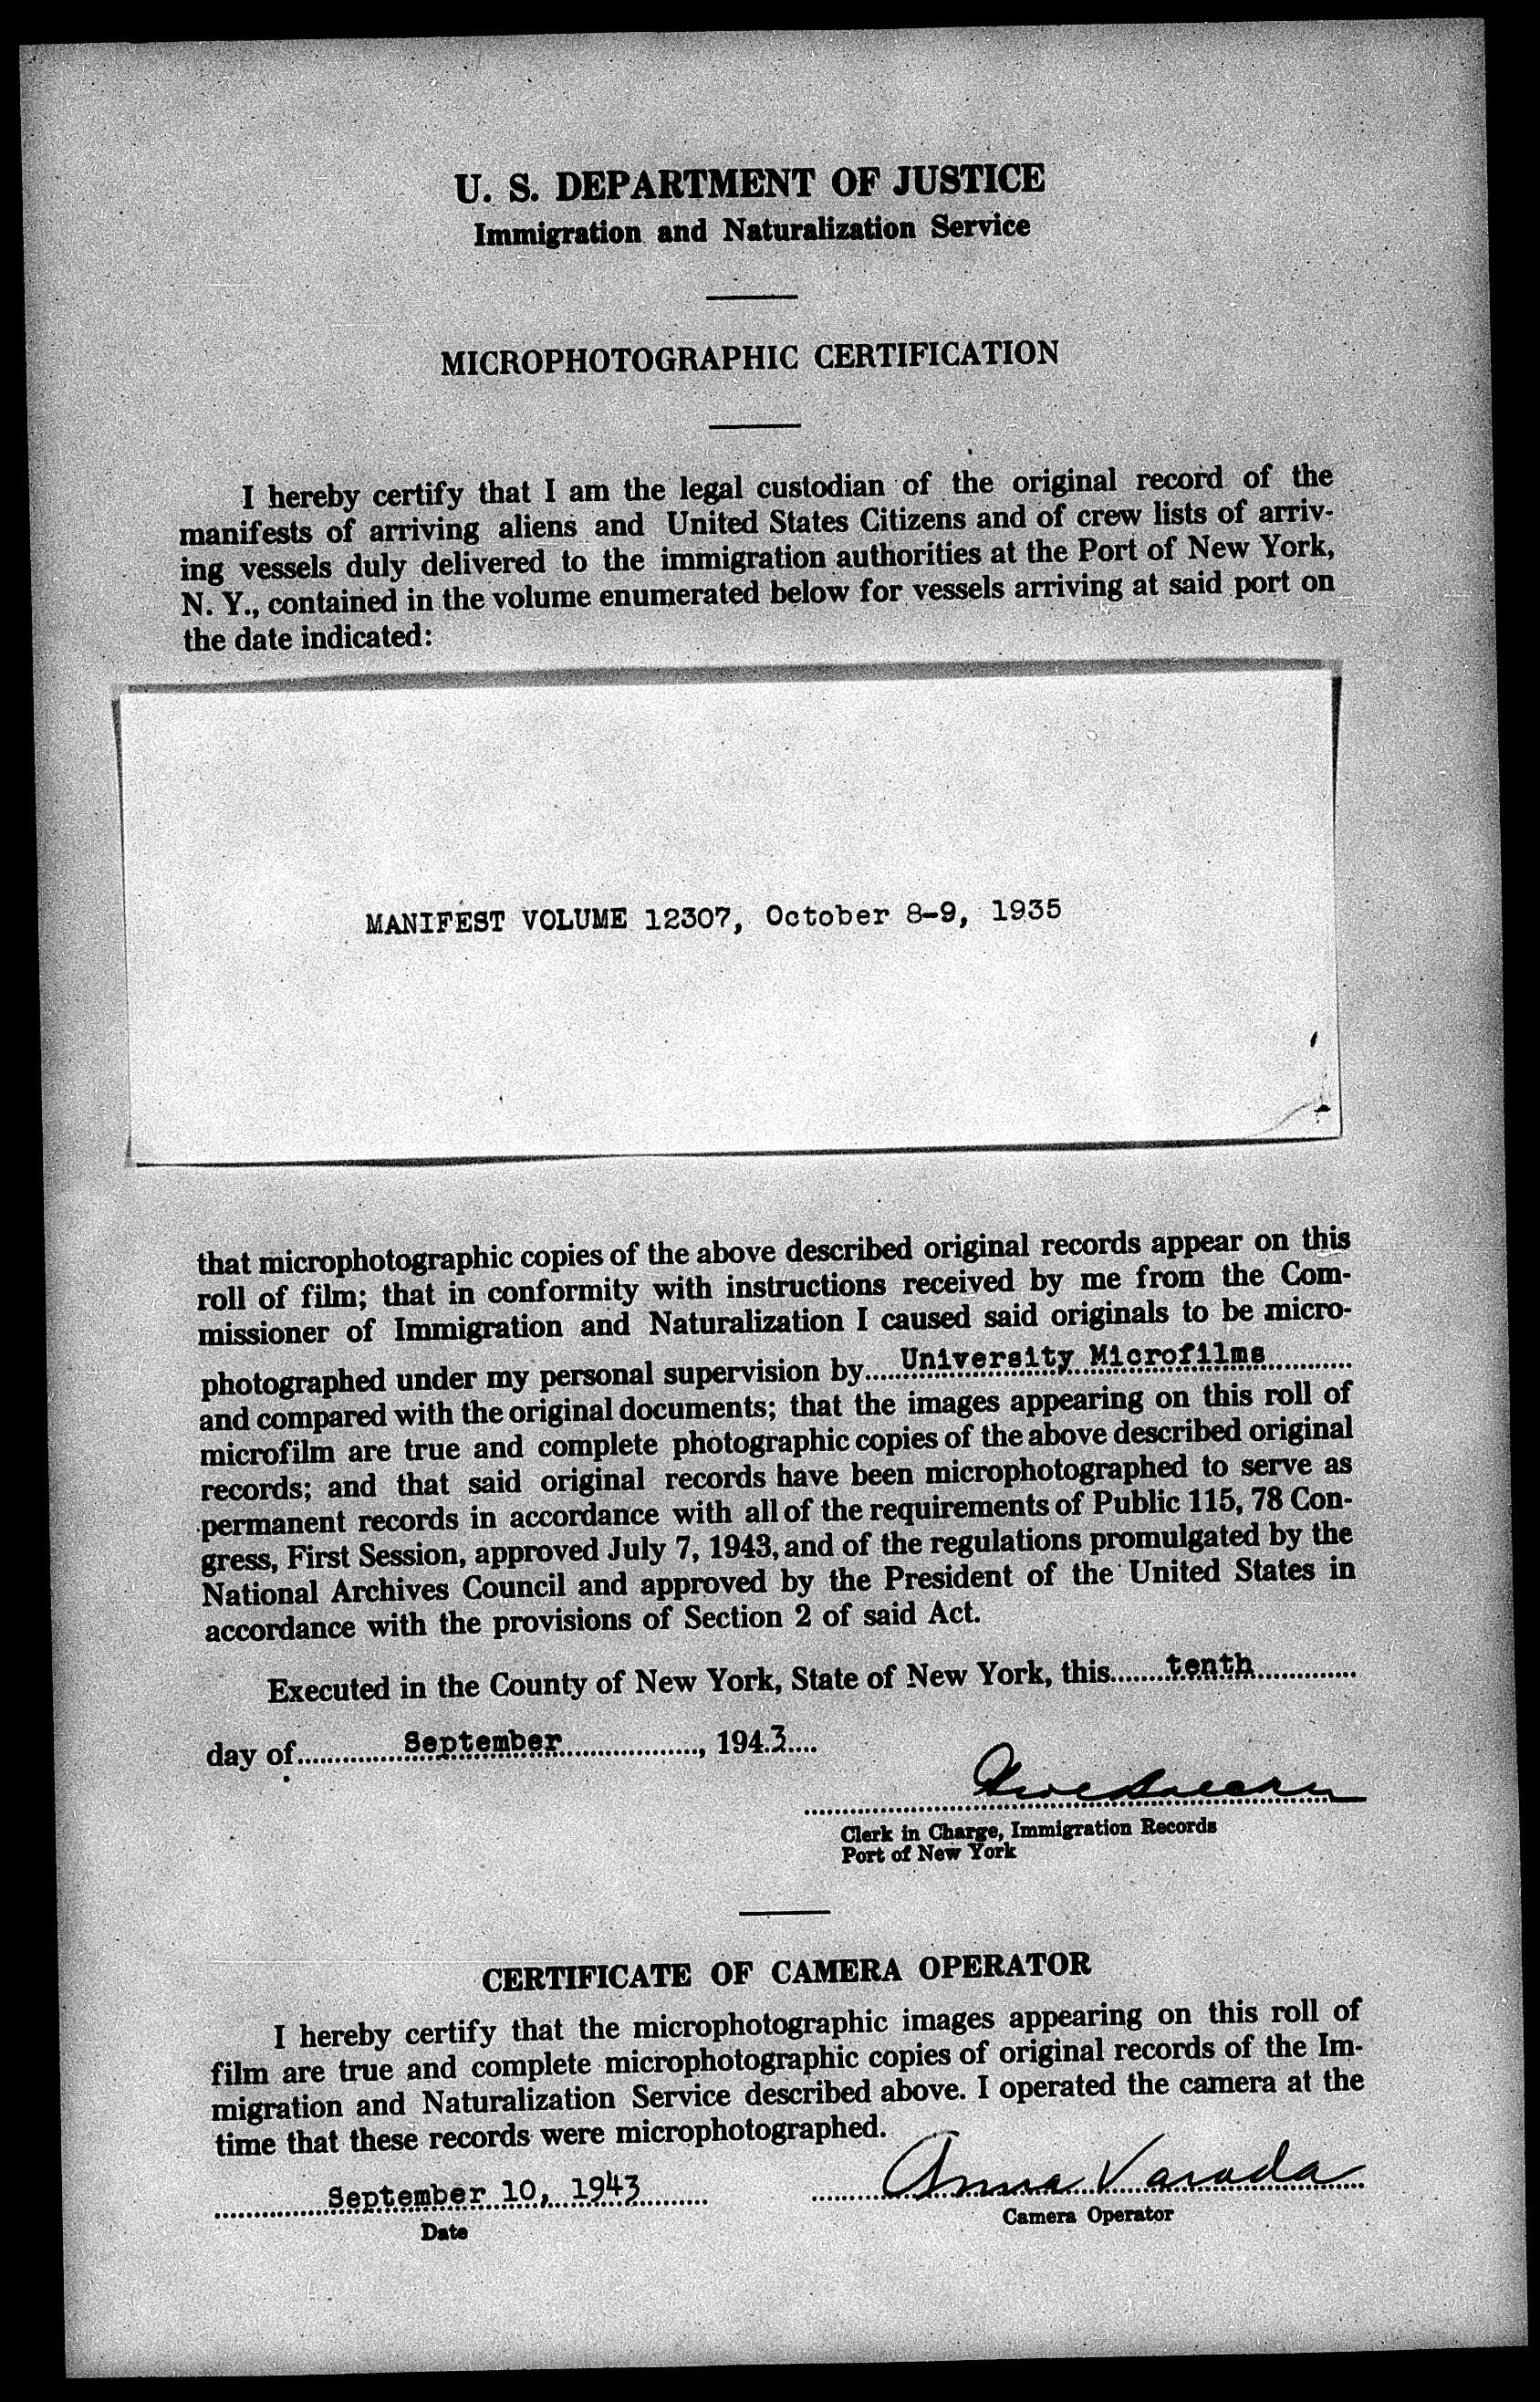 U. S. DEPARTMENT OF JUSTICE
Immigration and Naturalization Service
MICROPHOTOGRAPHIC CERTIFICATION
I hereby certify that I am the legal custodian of the original record of the
manifests of arriving aliens and United States Citizens and of crew lists of arriv-
ing vessels duly delivered to the immigration authorities at the Port of New York,
N. Y., contained in the volume enumerated below for vessels arriving at said port on
the date indicated:
MANIFEST VOLUME 12307, October 8-9, 1935
that microphotographic copies of the above described original records appear on this
roll of film; that in conformity with instructions received by me from the Com-
missioner of Immigration and Naturalization I caused said originals to be micro-
photographed under my personal supervision by.....University Microfilms..........
and compared with the original documents; that the images appearing on this roll of
microfilm are true and complete photographic copies of the above described original
records; and that said original records have been microphotographed to serve as
permanent records in accordance with all of the requirements of Public 115, 78 Con-
gress, First Session, approved July 7, 1943, and of the regulations promulgated by the
National Archives Council and approved by the President of the United States in
accordance with the provisions of Section 2 of said Act.
Executed in the County of New York, State of New York, this.......tenth.............
day of.............September................., 1943....
Clerk in Charge, Immigration Records
Port of New York
CERTIFICATE OF CAMERA OPERATOR
I hereby certify that the microphotographic images appearing on this roll of
film are true and complete microphotographic copies of original records of the Im-
migration and Naturalization Service described above. I operated the camera at the
time that these records were microphotographed.
September 10, 1943 Anna Varada
Date Camera Operator